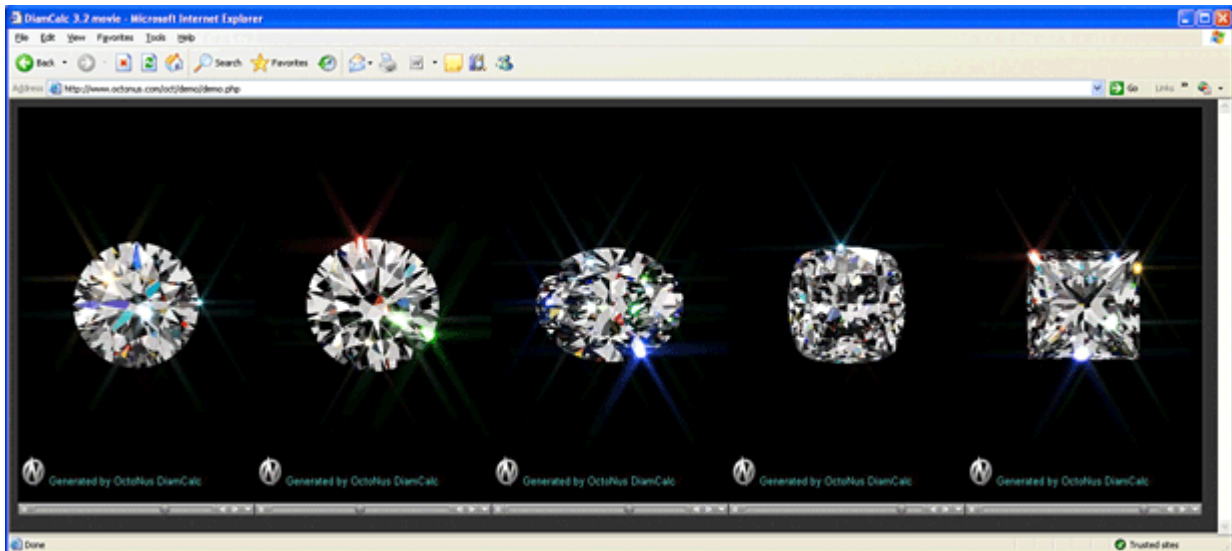 DiamCalc 3.2 movie - Microsoft Internet Explorer
File Edit View Favorites Tools Help
Back Search Favorites
Address http://www.octonus.com/oct/demo/demo.php Go Links
Generated by OctoNus DiamCalc Generated by OctoNus DiamCalc Generated by OctoNus DiamCalc Generated by OctoNus DiamCalc Generated by OctoNus DiamCalc
Done Trusted sites